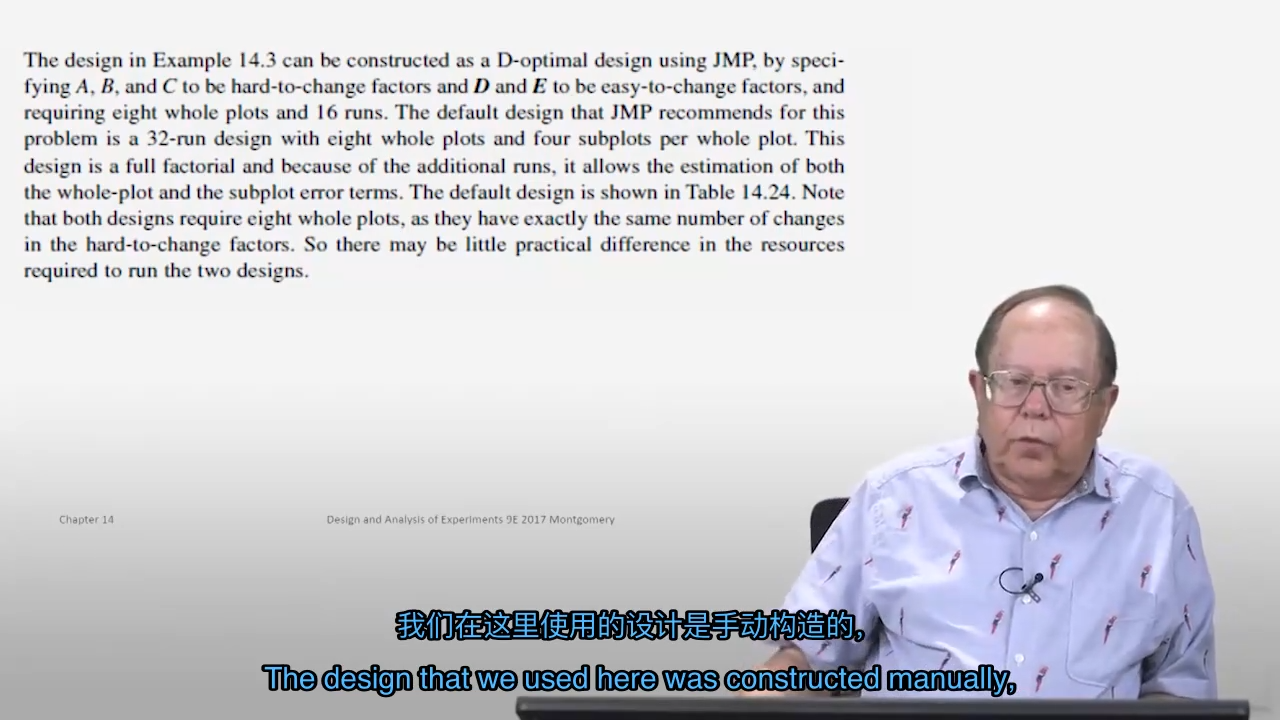 The design in Example 14.3 can be constructed as a D-optimal design using JMP, by speci-
fying A, B, and C to be hard-to-change factors and D and E to be easy-to-change factors, and
requiring eight whole plots and 16 runs. The default design that JMP recommends for this
problem is a 32-run design with eight whole plots and four subplots per whole plot. This
design is a full factorial and because of the additional runs, it allows the estimation of both
the whole-plot and the subplot error terms. The default design is shown in Table 14.24. Note
that both designs require eight whole plots, as they have exactly the same number of changes
in the hard-to-change factors. So there may be little practical difference in the resources
required to run the two designs.
Chapter 14
Design and Analysis of Experiments 9E 2017 Montgomery
我们在这里使用的设计是手动构造的,
The design that we used here was constructed manually,